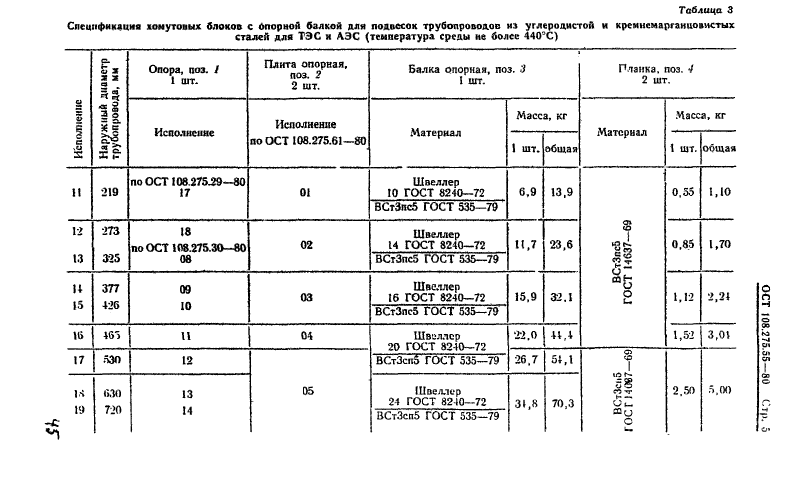 Таблица 3
Спецификация хомутовых блоков с опорной балкой для подвесок трубопроводов из углеродистой и кремнемарганцовистых
сталей для ТЭС и АЭС (температура среды не более 440°С)
Исполнение
Наружный диаметр
трубопровода, мм
Опора, поз. 1
1 шт.
Плита опорная,
поз. 2
2 шт.
Балка опорная, поз. 3
1 шт.
Планка, поз. 4
2 шт.
Исполнение
Исполнение
по ОСТ 108.275.61—80
Материал
Масса, кг
1 шт. общая
Материал
Масса, кг
1 шт. общая
11 219 по ОСТ 108.275.29—80
17 01 Швеллер
10 ГОСТ 8240—72
ВСт3пс5 ГОСТ 535—79
6,9 13,9
ВСт3пс5
ГОСТ 14637—69
0,55 1,10
12 273 18
по ОСТ 108.275.30—80
13 325 08
02
Швеллер
14 ГОСТ 8240—72
ВСт3пс5 ГОСТ 535—79
11,7 23,6 0,85 1,70
14 377 09
15 426 10
03
Швеллер
16 ГОСТ 8240—72
ВСт3пс5 ГОСТ 535—79
15,9 32,1 1,12 2,24
16 465 11 04
Швеллер
20 ГОСТ 8240—72
ВСт3сп5 ГОСТ 535—79
22,0 44,4 1,52 3,04
17 530 12 26,7 54,1
05
ВСт3сп5
ГОСТ 14637—69
18 630 13
19 720 14
Швеллер
24 ГОСТ 8240—72
ВСт3сп5 ГОСТ 535—79
34,8 70,3 2,50 5,00
ОСТ 108.275.55—80 Стр. 5
45